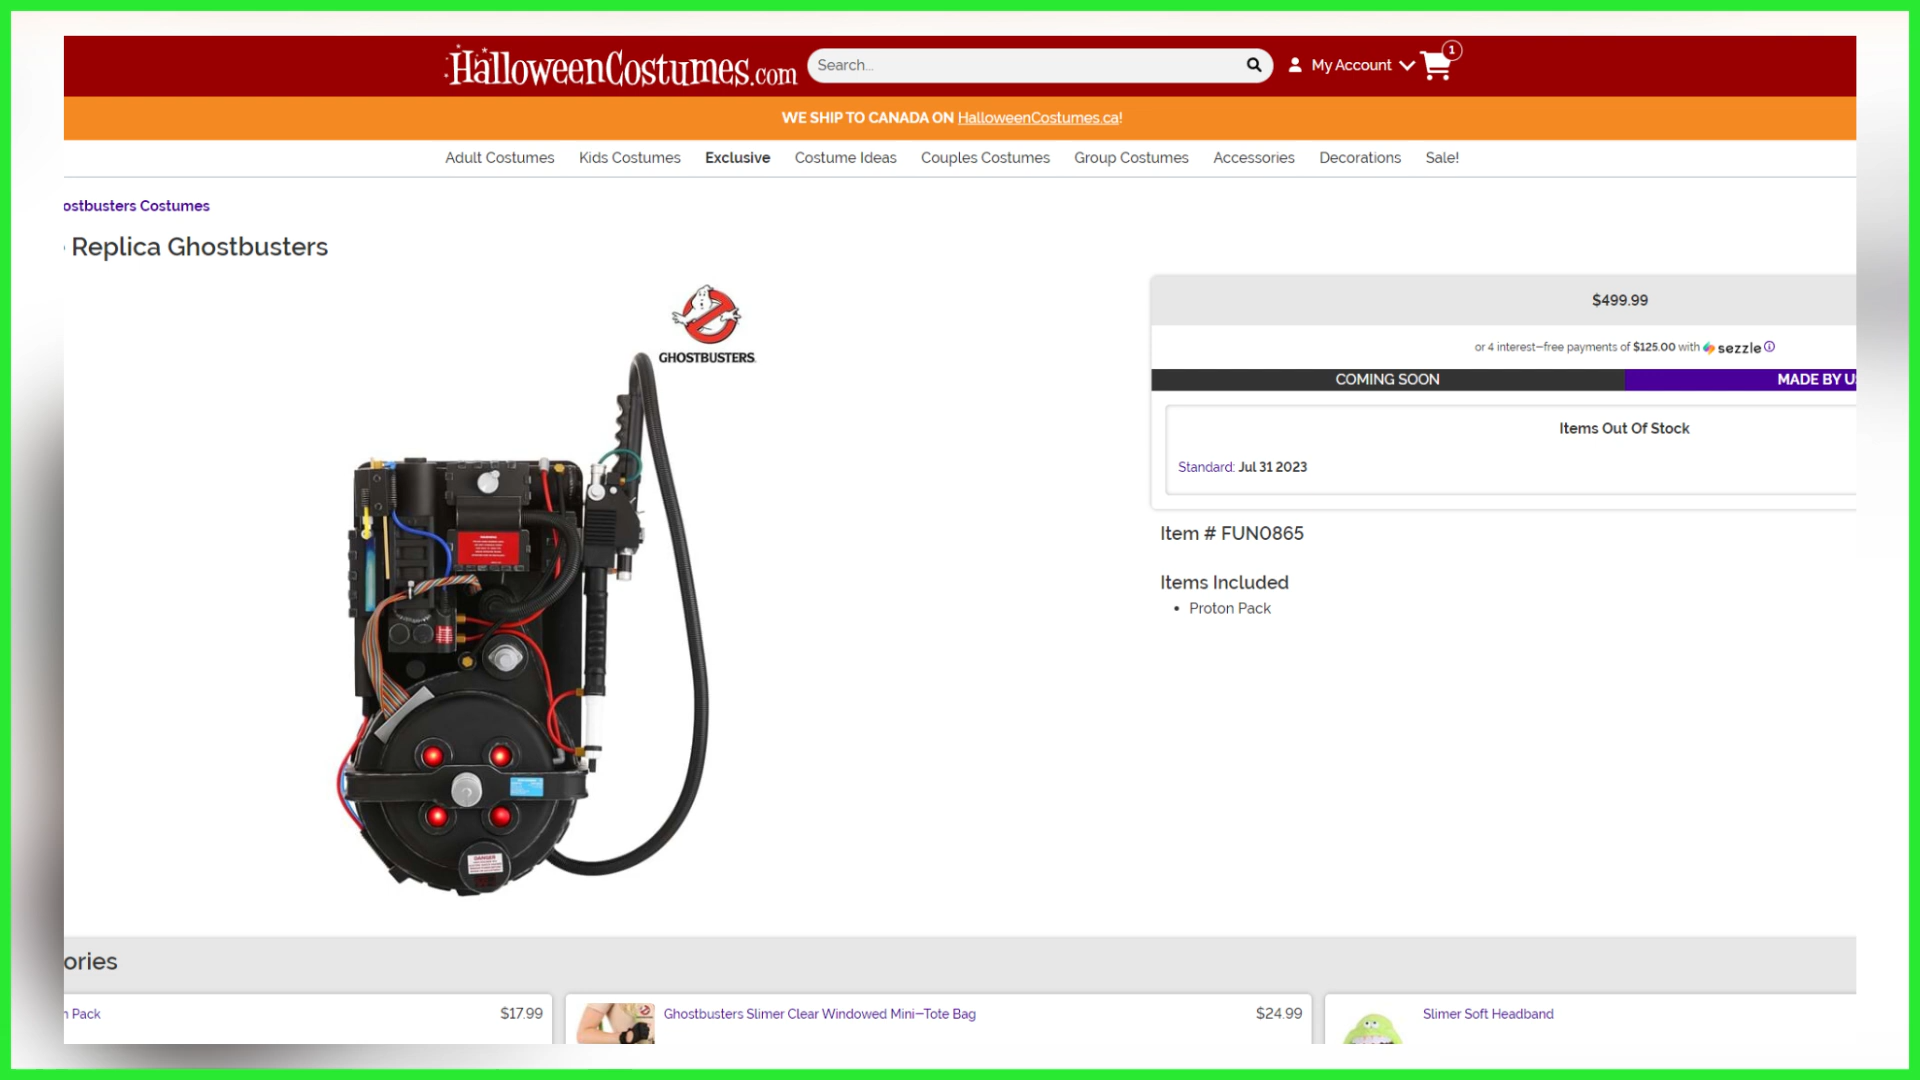 HalloweenCostumes.com
Search...
My Account
1
WE SHIP TO CANADA ON HalloweenCostumes.ca!
Adult Costumes Kids Costumes Exclusive Costume Ideas Couples Costumes Group Costumes Accessories Decorations Sale!
ostbusters Costumes
Replica Ghostbusters
GHOSTBUSTERS
$499.99
or 4 interest-free payments of $125.00 with sezzle
COMING SOON
MADE BY U
Items Out Of Stock
Standard: Jul 31 2023
Item # FUN0865
Items Included
• Proton Pack
DANGER
ories
n Pack $17.99
Ghostbusters Slimer Clear Windowed Mini-Tote Bag $24.99
Slimer Soft Headband